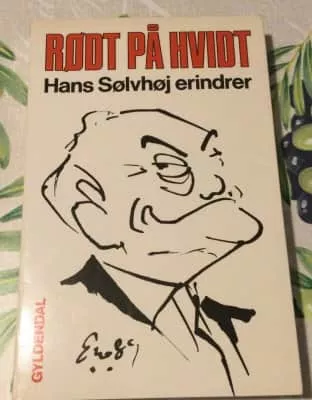 RØDT PÅ HVIDT
Hans Sølvhøj erindrer
GYLDENDAL